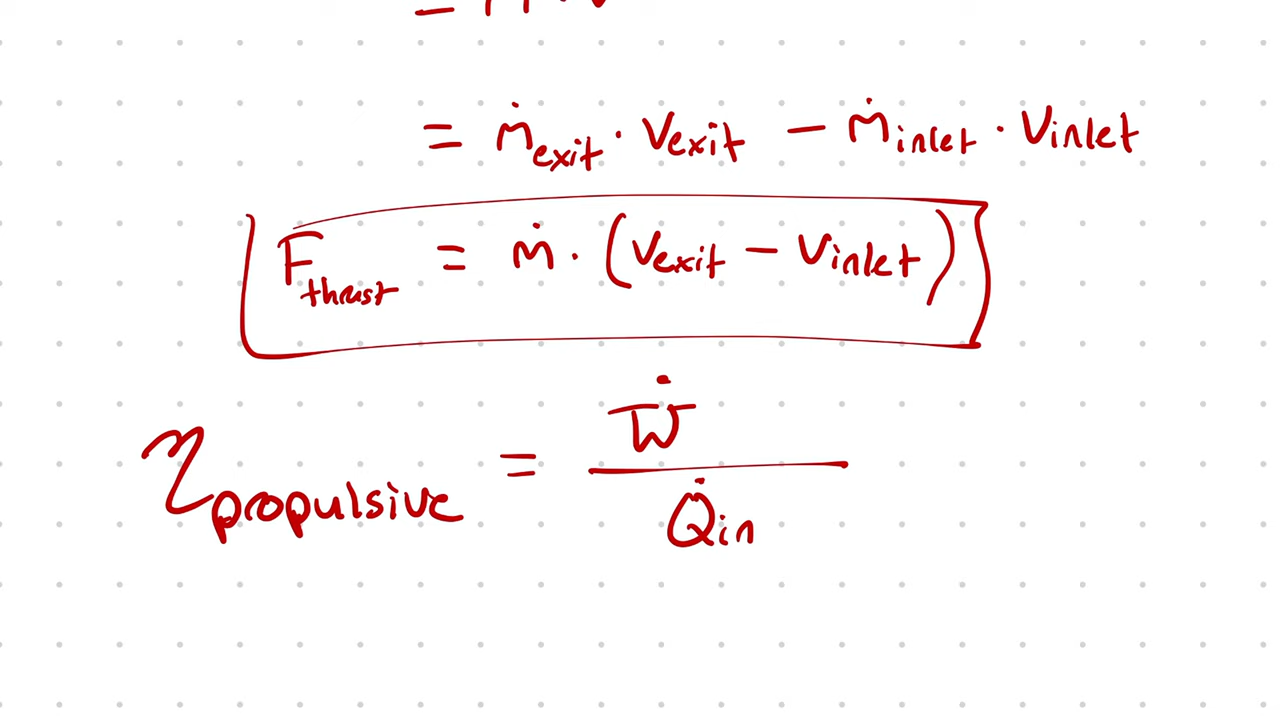 = ṁexit · Vexit − ṁinlet · Vinlet
Fthrust = ṁ · (Vexit − Vinlet)
ηpropulsive = Ẇ / Q̇in